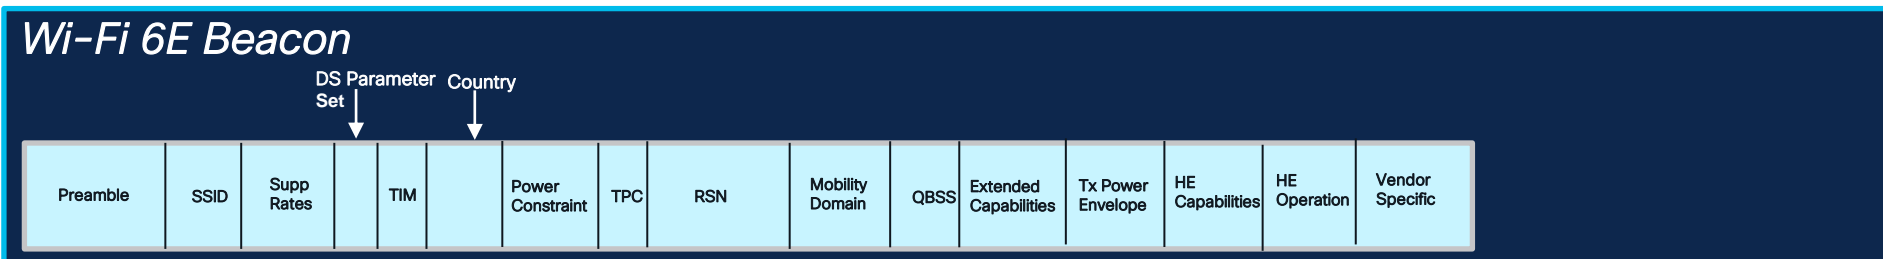 Wi-Fi 6E Beacon
DS Parameter
Set
Country
Preamble
SSID
Supp
Rates
TIM
Power
Constraint
TPC
RSN
Mobility
Domain
QBSS
Extended
Capabilities
Tx Power
Envelope
HE
Capabilities
HE
Operation
Vendor
Specific